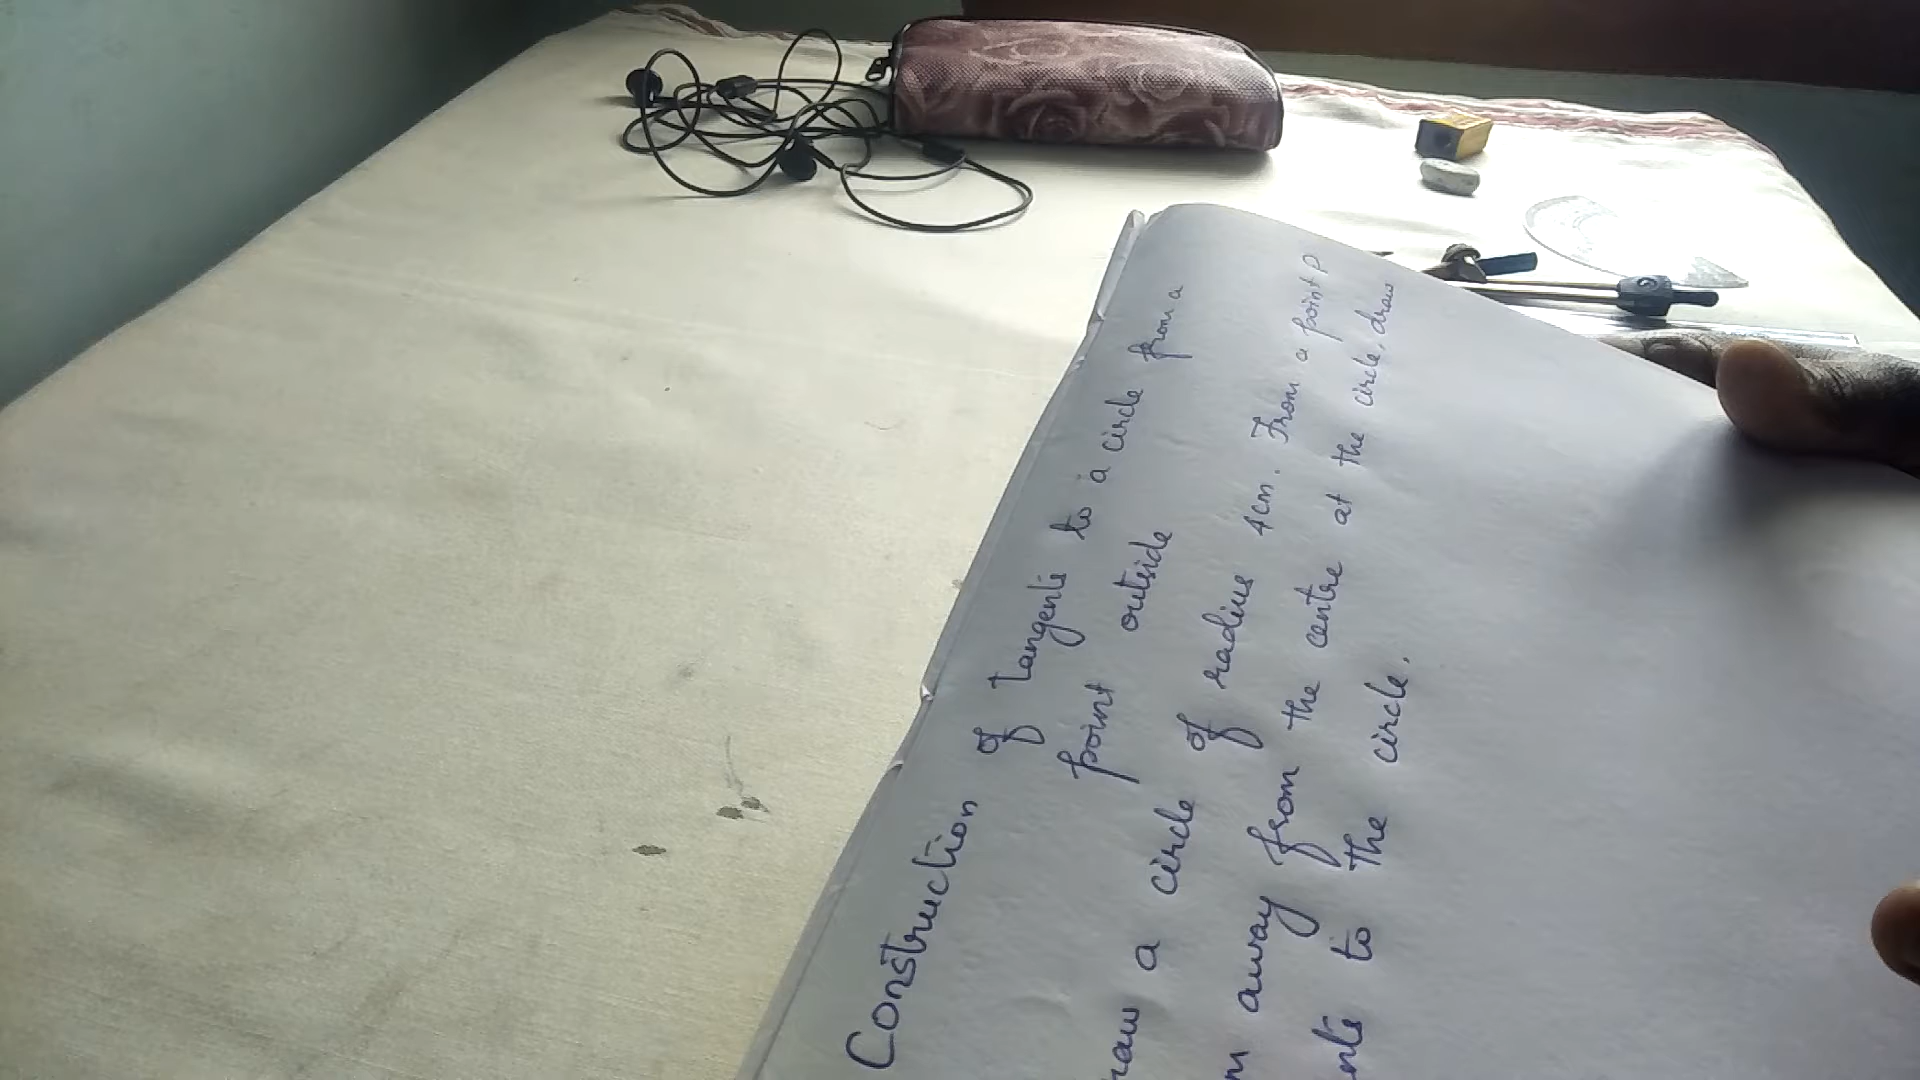 Construction of tangents to a circle from a
point outside
raw a circle of radius 4cm. From a point P
m away from the centre at the circle, draw
ents to the circle.